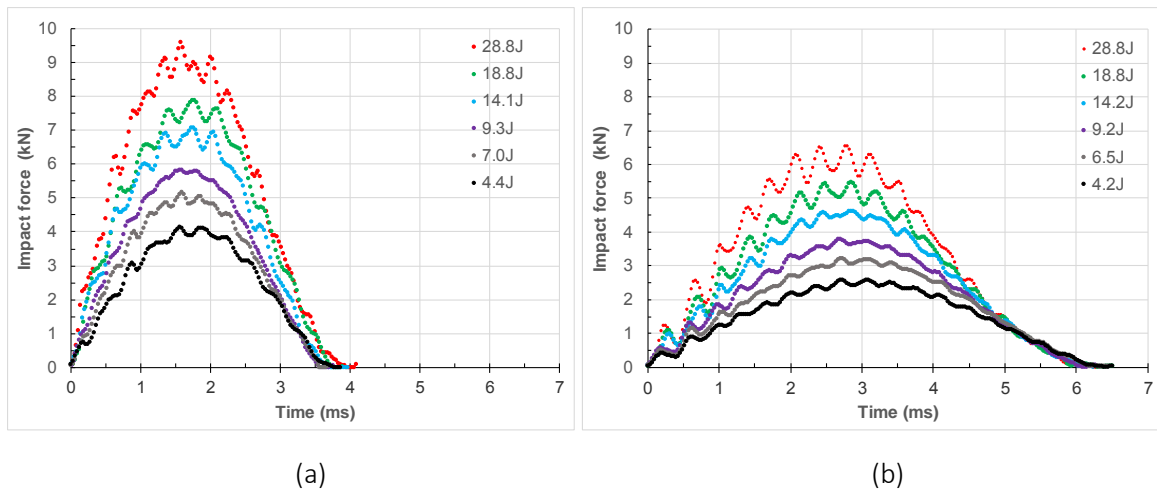 10
9
8
7
6
5
4
3
2
1
0
Impact force (kN)
28.8J
18.8J
14.1J
9.3J
7.0J
4.4J
0 1 2 3 4 5 6 7
Time (ms)
(a)
10
9
8
7
6
5
4
3
2
1
0
Impact force (kN)
28.8J
18.8J
14.2J
9.2J
6.5J
4.2J
0 1 2 3 4 5 6 7
Time (ms)
(b)